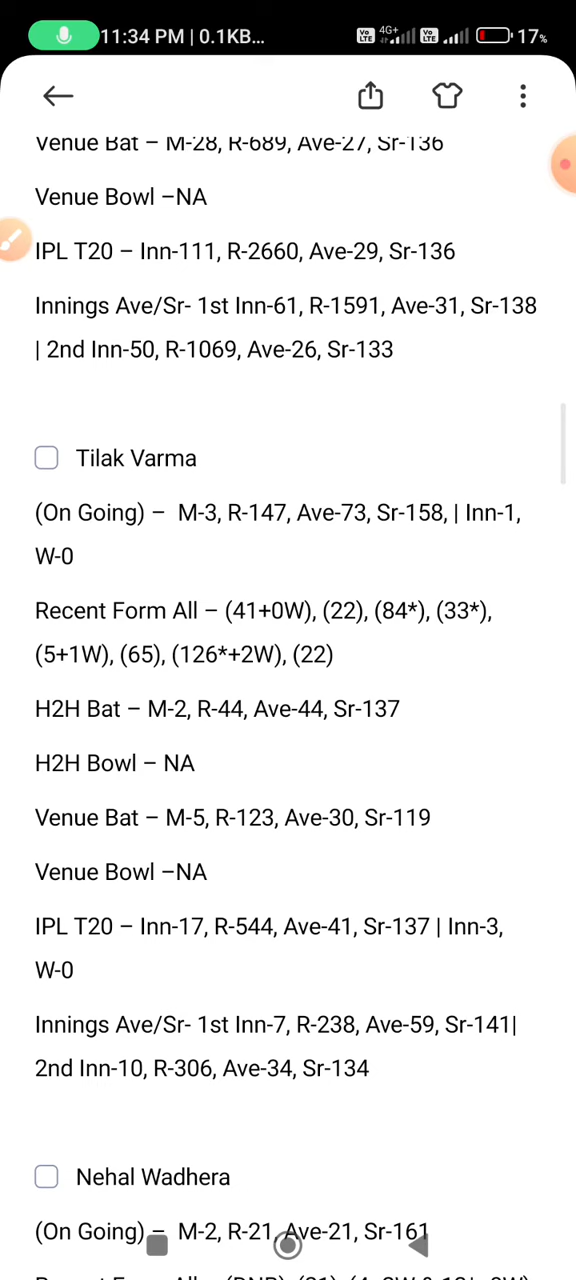 11:34 PM | 0.1KB... Vo LTE 4G+ Vo LTE 17%
Venue Bat – M-28, R-689, Ave-27, Sr-136
Venue Bowl –NA
IPL T20 – Inn-111, R-2660, Ave-29, Sr-136
Innings Ave/Sr- 1st Inn-61, R-1591, Ave-31, Sr-138
| 2nd Inn-50, R-1069, Ave-26, Sr-133
Tilak Varma
(On Going) – M-3, R-147, Ave-73, Sr-158, | Inn-1,
W-0
Recent Form All – (41+0W), (22), (84*), (33*),
(5+1W), (65), (126*+2W), (22)
H2H Bat – M-2, R-44, Ave-44, Sr-137
H2H Bowl – NA
Venue Bat – M-5, R-123, Ave-30, Sr-119
Venue Bowl –NA
IPL T20 – Inn-17, R-544, Ave-41, Sr-137 | Inn-3,
W-0
Innings Ave/Sr- 1st Inn-7, R-238, Ave-59, Sr-141|
2nd Inn-10, R-306, Ave-34, Sr-134
Nehal Wadhera
(On Going) – M-2, R-21, Ave-21, Sr-161